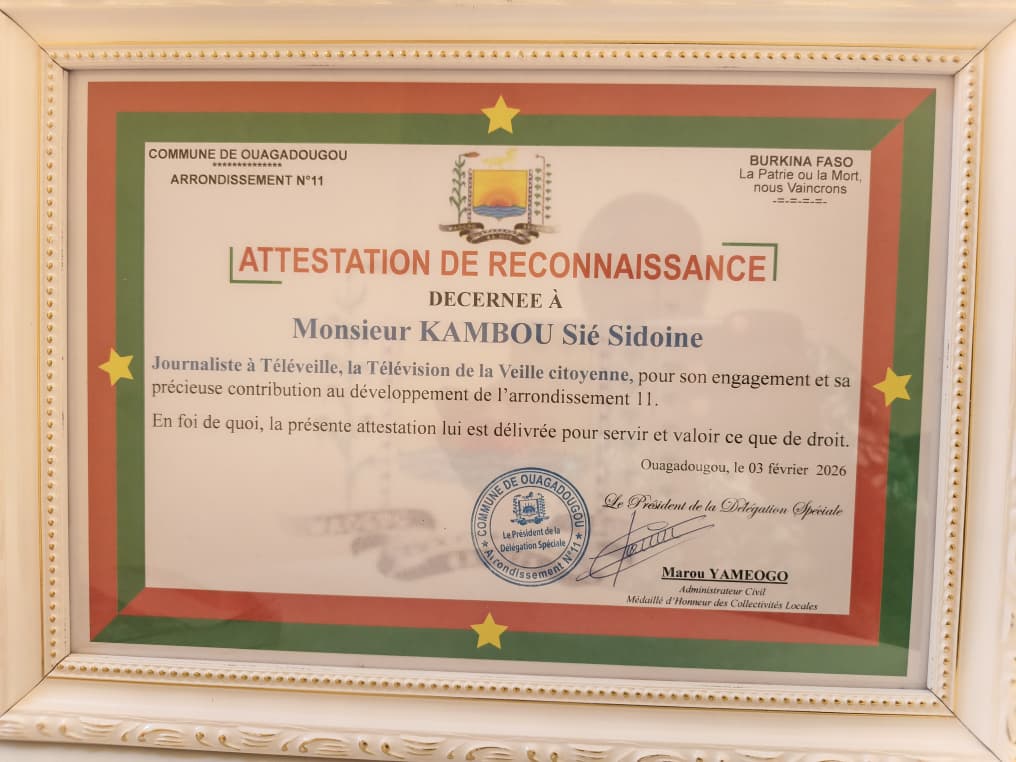 COMMUNE DE OUAGADOUGOU
**************
ARRONDISSEMENT N°11
BURKINA FASO
La Patrie ou la Mort,
nous Vaincrons
-=-=-=-=-
ATTESTATION DE RECONNAISSANCE
DECERNEE À
Monsieur KAMBOU Sié Sidoine
Journaliste à Téléveille, la Télévision de la Veille citoyenne, pour son engagement et sa
précieuse contribution au développement de l'arrondissement 11.
En foi de quoi, la présente attestation lui est délivrée pour servir et valoir ce que de droit.
Ouagadougou, le 03 février 2026
Le Président de la Délégation Spéciale
COMMUNE DE OUAGADOUGOU
Le Président de la
Délégation Spéciale
Arrondissement N°11
Marou YAMEOGO
Administrateur Civil
Médaillé d'Honneur des Collectivités Locales